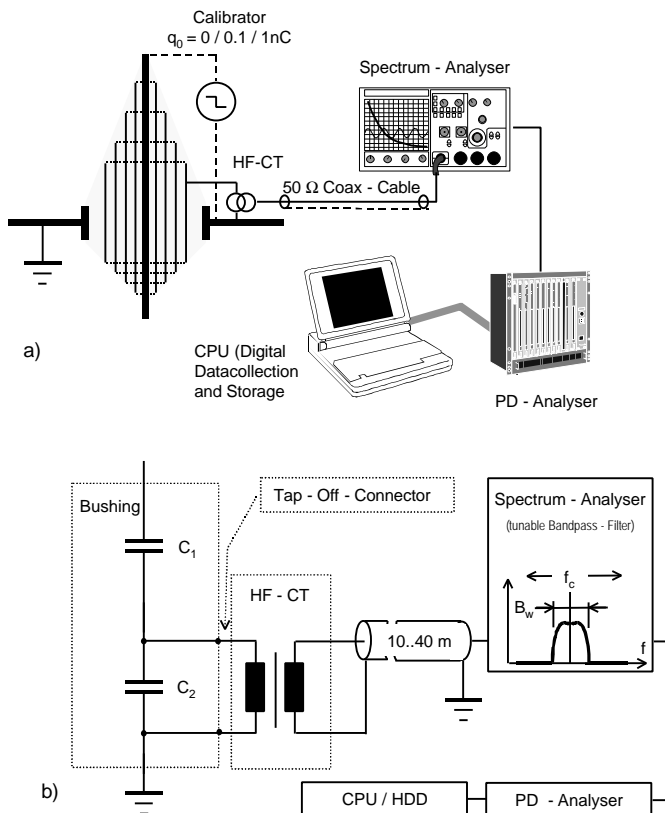 a)
Calibrator
q0 = 0 / 0.1 / 1nC
Spectrum - Analyser
HF-CT
50 Ω Coax - Cable
CPU (Digital
Datacollection
and Storage
PD - Analyser
b)
Bushing
Tap - Off - Connector
C1
C2
HF - CT
10..40 m
Spectrum - Analyser
(tunable Bandpass - Filter)
fc
Bw
f
CPU / HDD
PD - Analyser